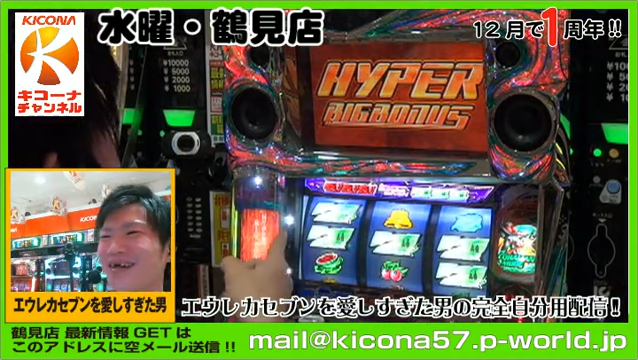 KICONA
キコーナ
チャンネル
水曜・鶴見店
12月で1周年!!
HYPER
BIGBONUS
¥10000
5000
1000
KICONA
エウレカセブンを愛しすぎた男
エウレカセブンを愛しすぎた男の完全自分用配信！
鶴見店 最新情報 GET は
このアドレスに空メール送信!!
mail@kicona57.p-world.jp